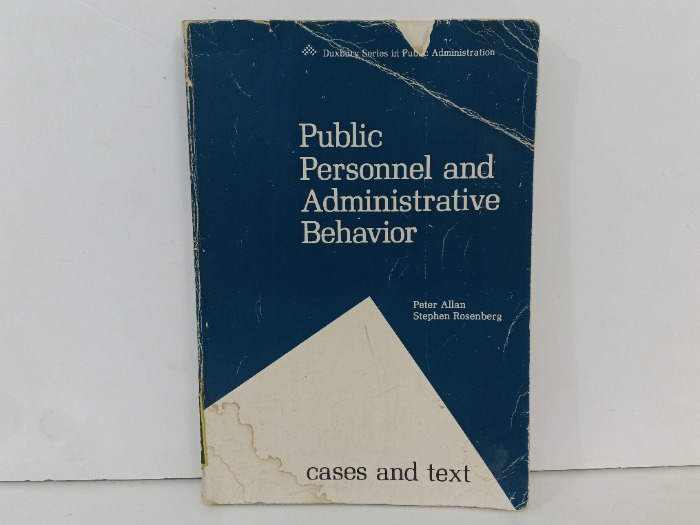 Duxbury Series in Public Administration
Public
Personnel and
Administrative
Behavior
Peter Allan
Stephen Rosenberg
cases and text